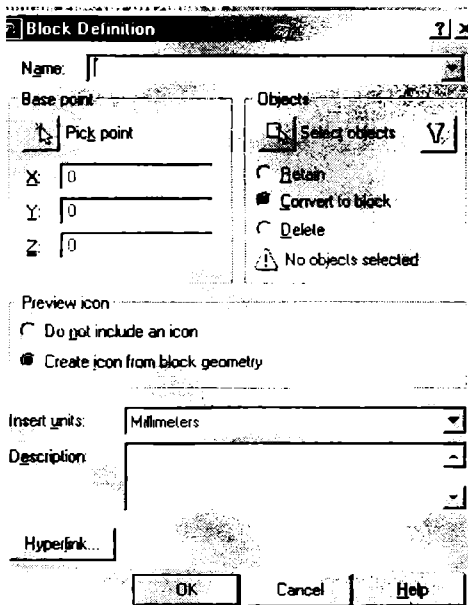 Block Definition
Name:
Base point
Pick point
X: 0
Y: 0
Z: 0
Objects
Select objects
Retain
Convert to block
Delete
No objects selected
Preview icon
Do not include an icon
Create icon from block geometry
Insert units: Millimeters
Description:
Hyperlink...
OK Cancel Help